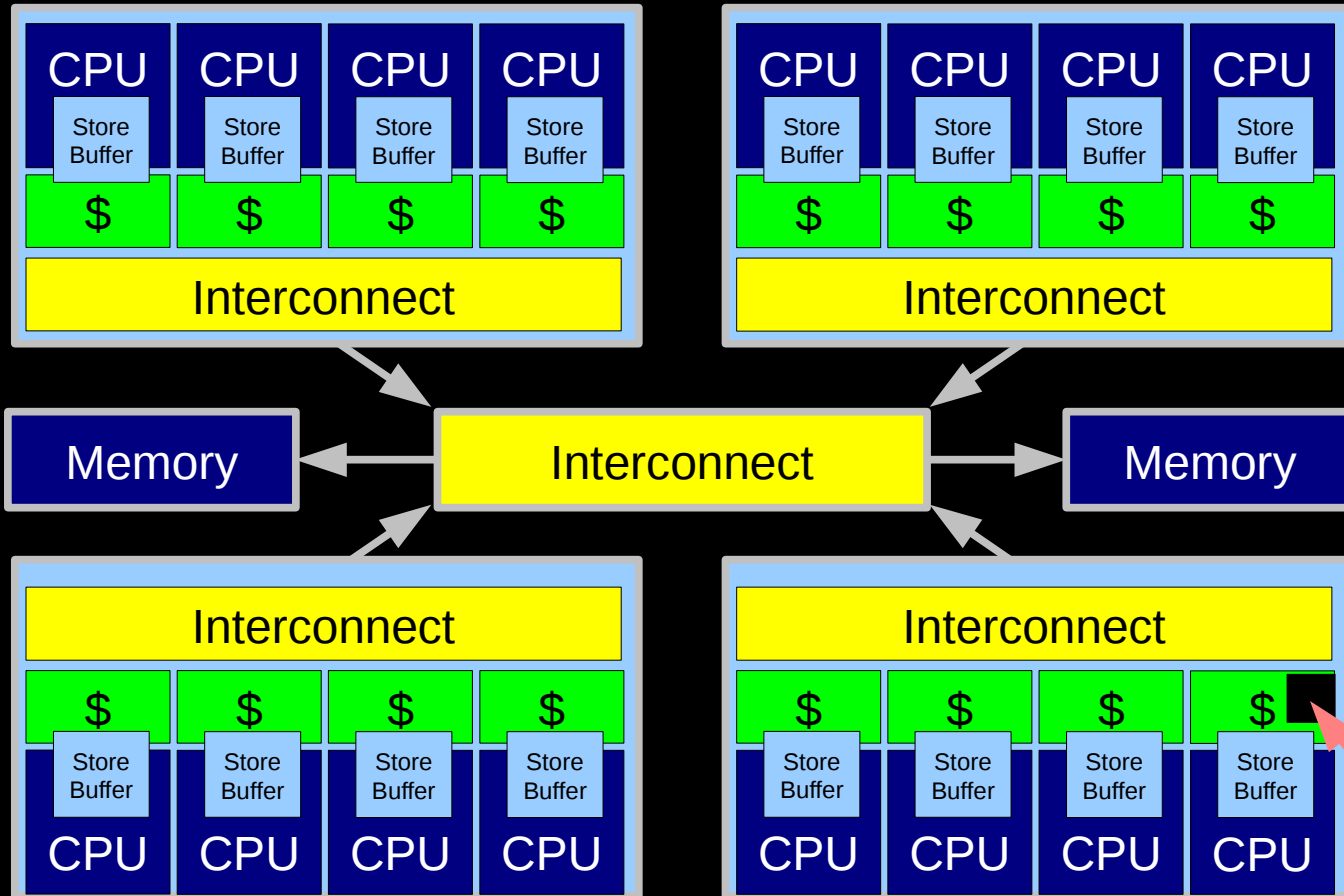 CPU CPU CPU CPU CPU CPU CPU CPU
Store Store Store Store Store Store Store Store
Buffer Buffer Buffer Buffer Buffer Buffer Buffer Buffer
$ $ $ $ $ $ $ $
Interconnect Interconnect
Memory Interconnect Memory
Interconnect Interconnect
$ $ $ $ $ $ $ $
Store Store Store Store Store Store Store Store
Buffer Buffer Buffer Buffer Buffer Buffer Buffer Buffer
CPU CPU CPU CPU CPU CPU CPU CPU